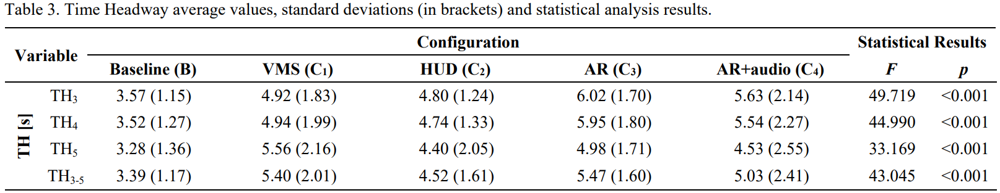 Table 3. Time Headway average values, standard deviations (in brackets) and statistical analysis results.
Variable Configuration Statistical Results
Baseline (B) VMS (C₁) HUD (C₂) AR (C₃) AR+audio (C₄) F p
TH [s]
TH₃ 3.57 (1.15) 4.92 (1.83) 4.80 (1.24) 6.02 (1.70) 5.63 (2.14) 49.719 <0.001
TH₄ 3.52 (1.27) 4.94 (1.99) 4.74 (1.33) 5.95 (1.80) 5.54 (2.27) 44.990 <0.001
TH₅ 3.28 (1.36) 5.56 (2.16) 4.40 (2.05) 4.98 (1.71) 4.53 (2.55) 33.169 <0.001
TH₃₋₅ 3.39 (1.17) 5.40 (2.01) 4.52 (1.61) 5.47 (1.60) 5.03 (2.41) 43.045 <0.001